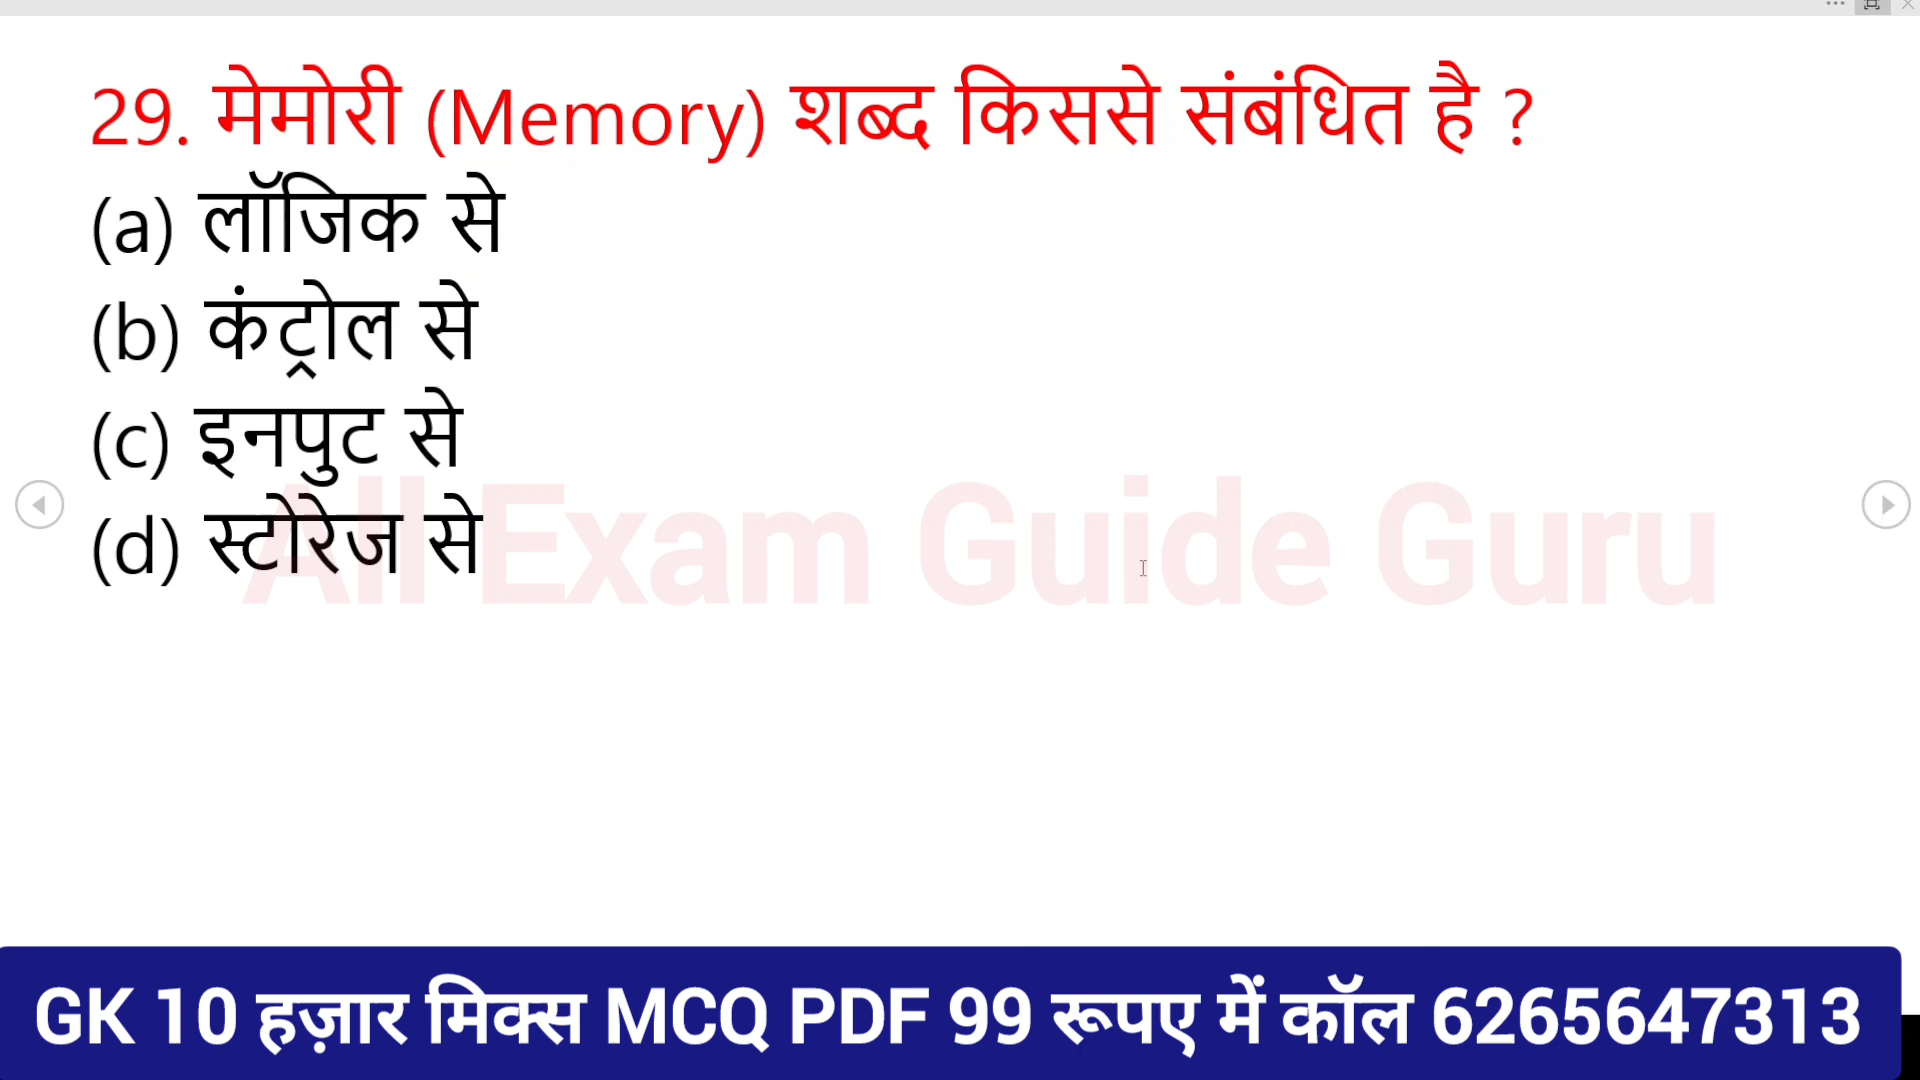 29. मेमोरी (Memory) शब्द किससे संबंधित है ?
(a) लॉजिक से
(b) कंट्रोल से
(c) इनपुट से
(d) स्टोरेज से
All Exam Guide Guru
GK 10 हज़ार मिक्स MCQ PDF 99 रूपए में कॉल 6265647313